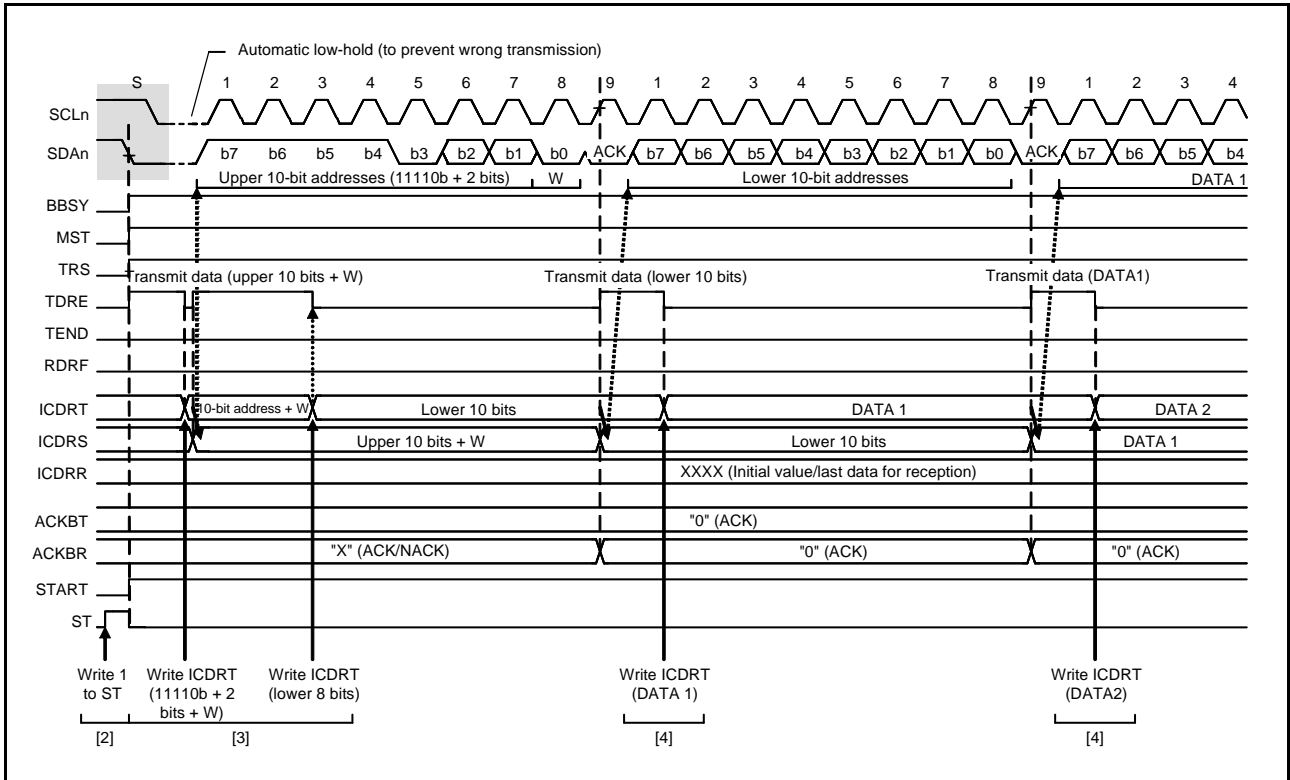 Automatic low-hold (to prevent wrong transmission)
S 1 2 3 4 5 6 7 8 9 1 2 3 4 5 6 7 8 9 1 2 3 4
SCLn
SDAn b7 b6 b5 b4 b3 b2 b1 b0 ACK b7 b6 b5 b4 b3 b2 b1 b0 ACK b7 b6 b5 b4
Upper 10-bit addresses (11110b + 2 bits) W Lower 10-bit addresses DATA 1
BBSY
MST
TRS
Transmit data (upper 10 bits + W) Transmit data (lower 10 bits) Transmit data (DATA1)
TDRE
TEND
RDRF
ICDRT 10-bit address + W Lower 10 bits DATA 1 DATA 2
ICDRS Upper 10 bits + W Lower 10 bits DATA 1
ICDRR XXXX (Initial value/last data for reception)
ACKBT "0" (ACK)
ACKBR "X" (ACK/NACK) "0" (ACK) "0" (ACK)
START
ST
Write 1 Write ICDRT Write ICDRT Write ICDRT Write ICDRT
to ST (11110b + 2 (lower 8 bits) (DATA 1) (DATA2)
bits + W)
[2] [3] [4] [4]